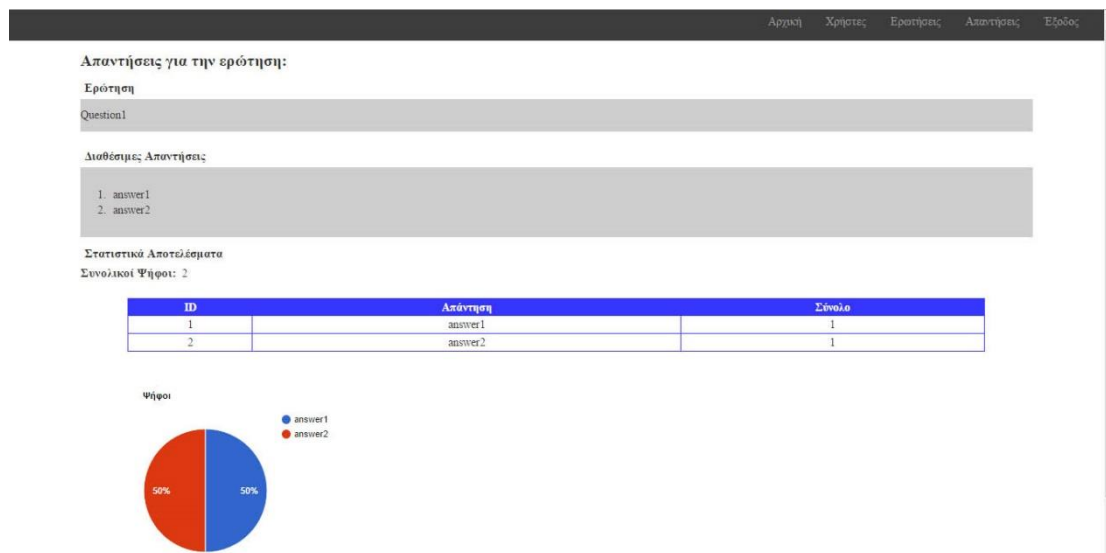 Αρχική Χρήστες Ερωτήσεις Απαντήσεις Έξοδος
Απαντήσεις για την ερώτηση:
Ερώτηση
Question1
Διαθέσιμες Απαντήσεις
1. answer1
2. answer2
Στατιστικά Αποτελέσματα
Συνολικοί Ψήφοι: 2
ID Απάντηση Σύνολο
1 answer1 1
2 answer2 1
Ψήφοι
answer1
answer2
50% 50%